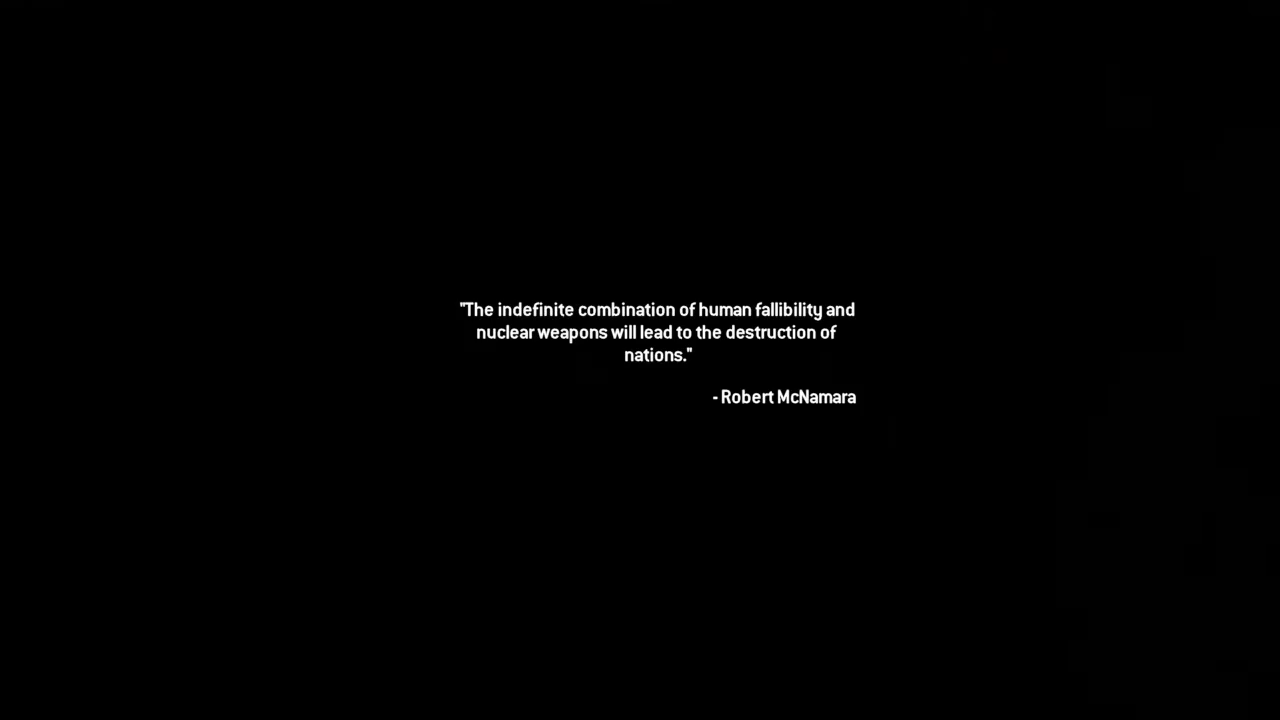 "The indefinite combination of human fallibility and
nuclear weapons will lead to the destruction of
nations."
- Robert McNamara